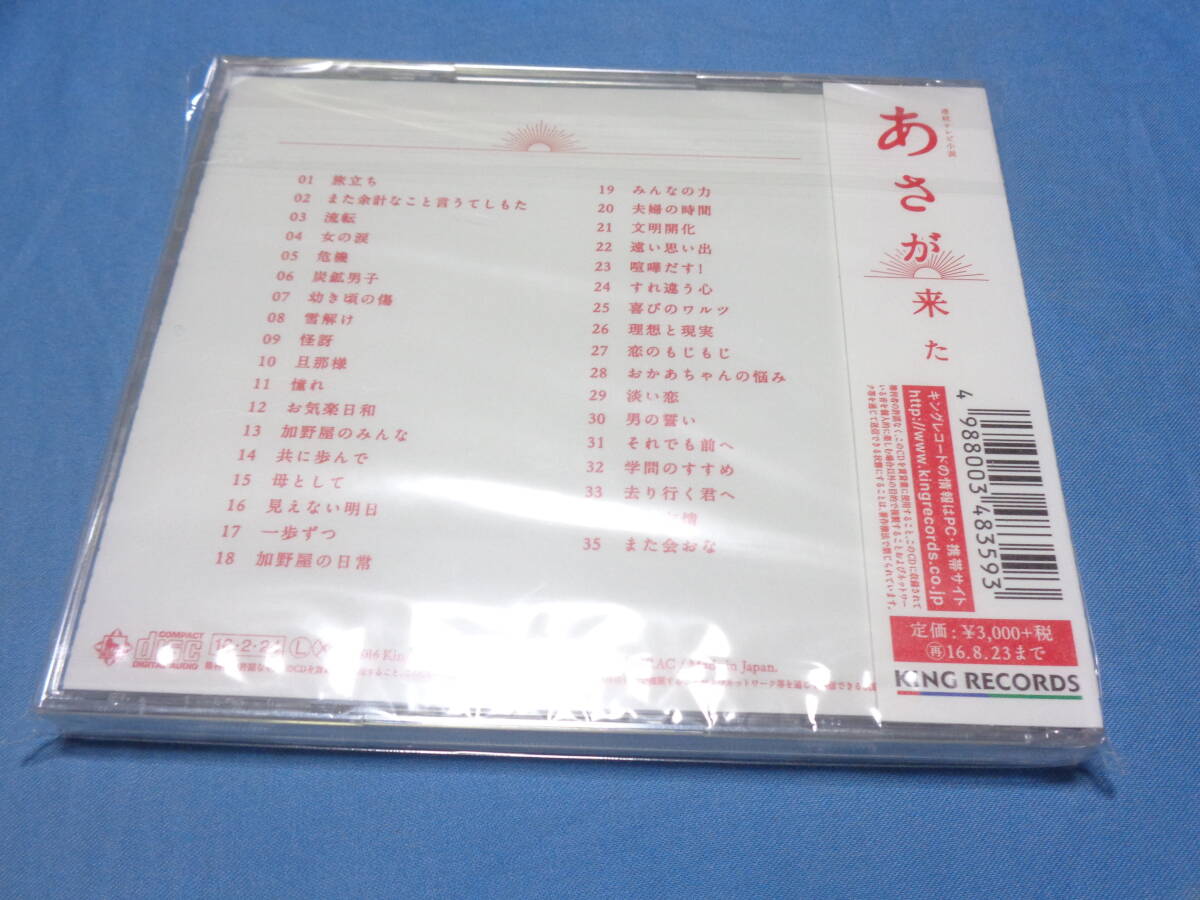 01 旅立ち
02 また余計なこと言うてしもた
03 流転
04 女の涙
05 危機
06 炭鉱男子
07 幼き頃の傷
08 雪解け
09 怪訝
10 旦那様
11 憧れ
12 お気楽日和
13 加野屋のみんな
14 共に歩んで
15 母として
16 見えない明日
17 一歩ずつ
18 加野屋の日常
19 みんなの力
20 夫婦の時間
21 文明開化
22 遠い思い出
23 喧嘩だす!
24 すれ違う心
25 喜びのワルツ
26 理想と現実
27 恋のもじもじ
28 おかあちゃんの悩み
29 淡い恋
30 男の誓い
31 それでも前へ
32 学問のすすめ
33 去り行く君へ
35 また会おな
COMPACT
disc
DIGITAL AUDIO
Made in Japan.
連続テレビ小説
あさが来た
4 988003 483593
キングレコードの情報はPC・携帯サイト
http://www.kingrecords.co.jp
定価:¥3,000+税
再16.8.23まで
KING RECORDS